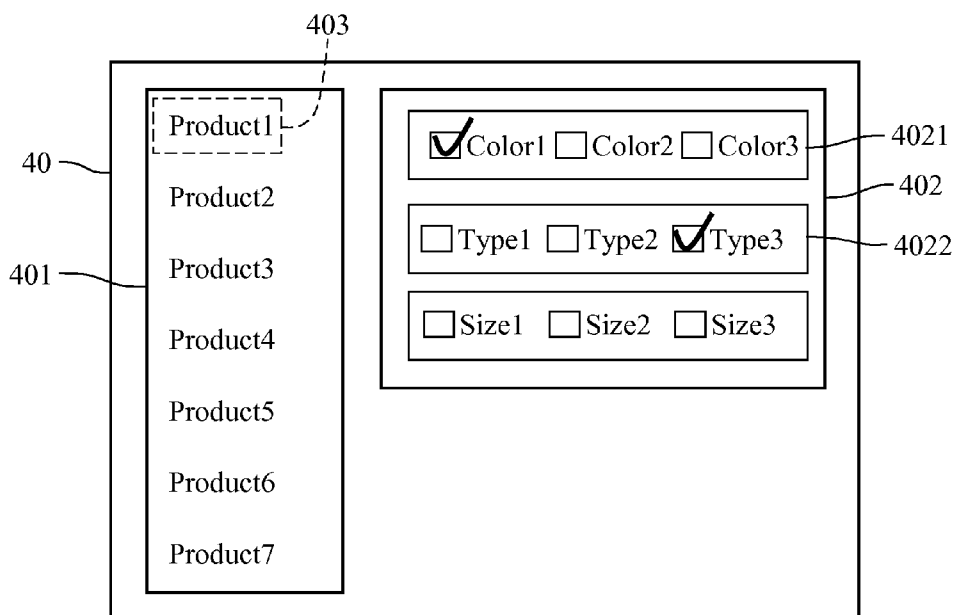 403
Product1
Color1 Color2 Color3
4021
40
402
Product2
Type1 Type2 Type3
4022
401
Product3
Size1 Size2 Size3
Product4
Product5
Product6
Product7